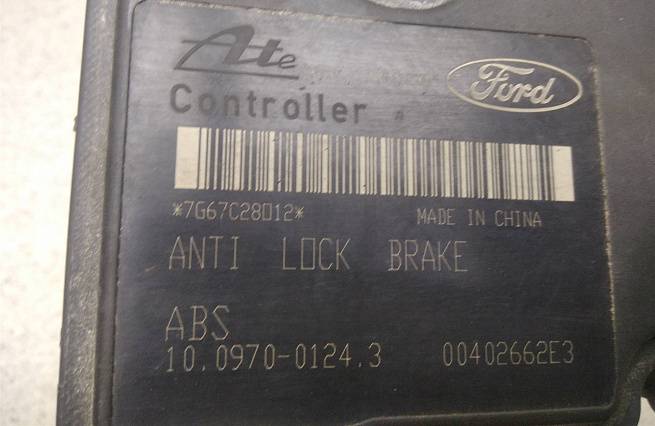 Ate
Ford
Controller
*7G67C28012*
MADE IN CHINA
ANTI LOCK BRAKE
ABS
10.0970-0124.3 00402662E3